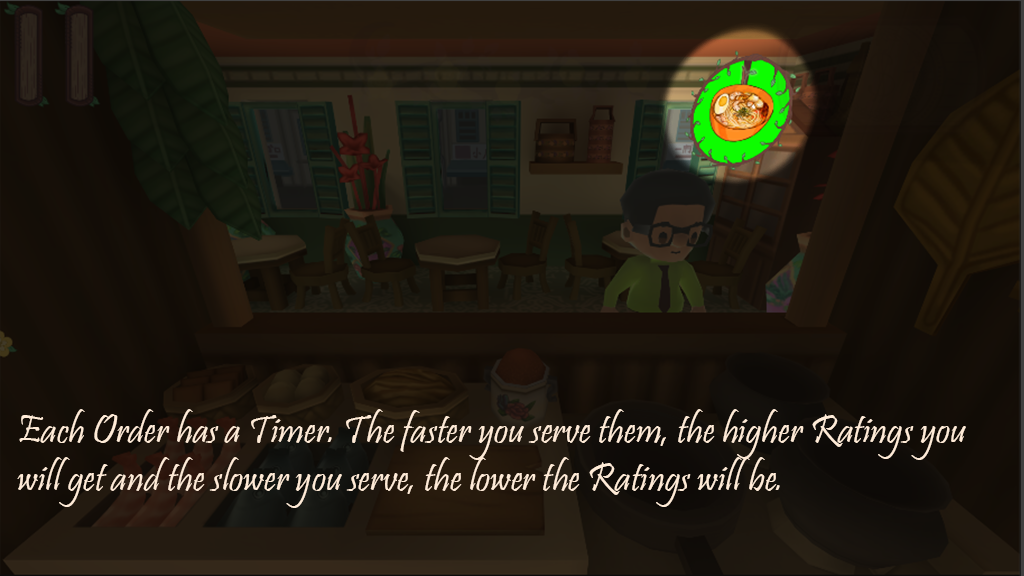 Each Order has a Timer. The faster you serve them, the higher Ratings you
will get and the slower you serve, the lower the Ratings will be.